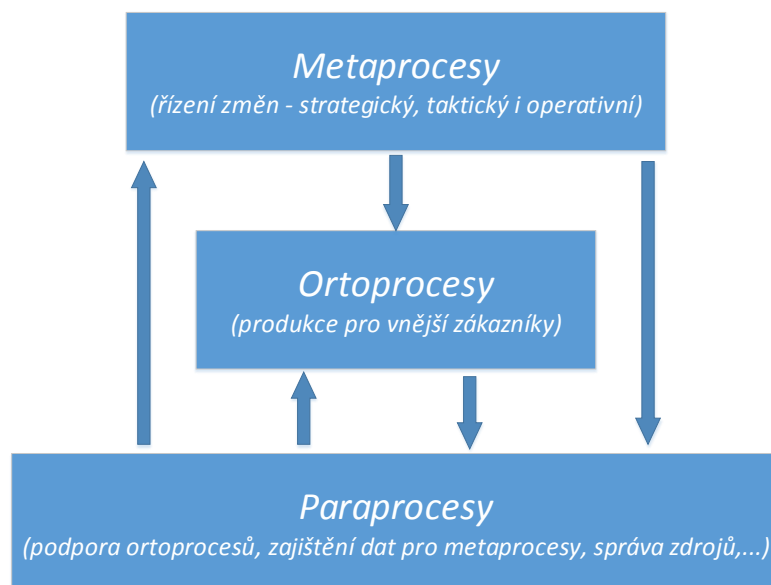 Metaprocesy
(řízení změn - strategický, taktický i operativní)
Ortoprocesy
(produkce pro vnější zákazníky)
Paraprocesy
(podpora ortoprocesů, zajištění dat pro metaprocesy, správa zdrojů,...)